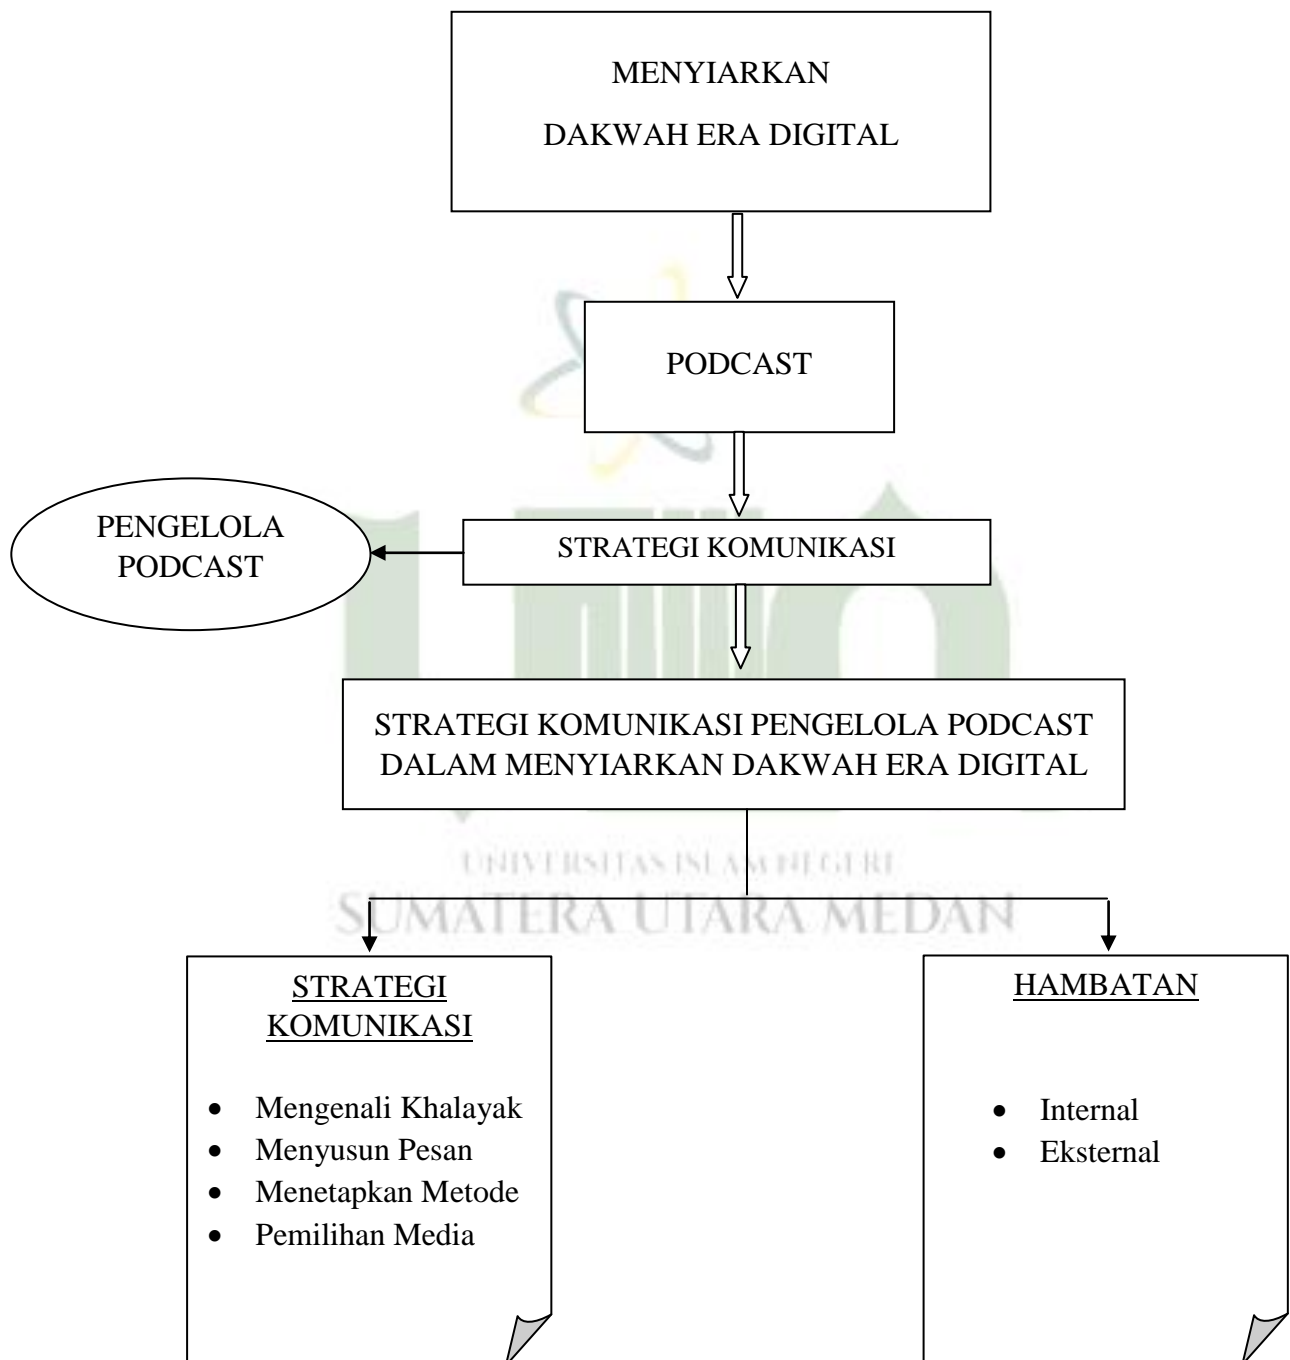 MENYIARKAN
DAKWAH ERA DIGITAL
PODCAST
PENGELOLA
PODCAST
STRATEGI KOMUNIKASI
STRATEGI KOMUNIKASI PENGELOLA PODCAST
DALAM MENYIARKAN DAKWAH ERA DIGITAL
UNIVERSITAS ISLAM NEGERI
SUMATERA UTARA MEDAN
STRATEGI
KOMUNIKASI
• Mengenali Khalayak
• Menyusun Pesan
• Menetapkan Metode
• Pemilihan Media
HAMBATAN
• Internal
• Eksternal